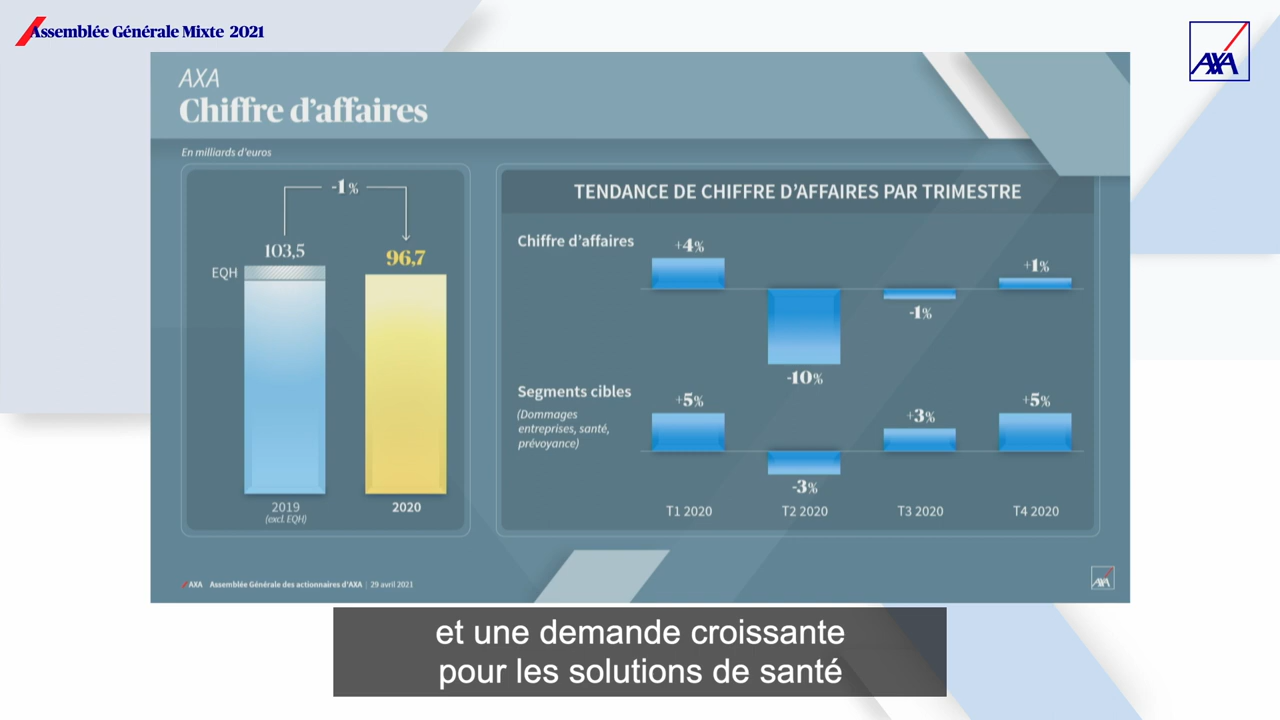 Assemblée Générale Mixte 2021
AXA
AXA
Chiffre d'affaires
En milliards d'euros
-1%
103,5
96,7
EQH
2019
(excl. EQH)
2020
TENDANCE DE CHIFFRE D'AFFAIRES PAR TRIMESTRE
Chiffre d'affaires
+4%
-10%
-1%
+1%
Segments cibles
(Dommages
entreprises, santé,
prévoyance)
+5%
-3%
+3%
+5%
T1 2020
T2 2020
T3 2020
T4 2020
AXA Assemblée Générale des actionnaires d'AXA | 29 avril 2021
AXA
et une demande croissante
pour les solutions de santé